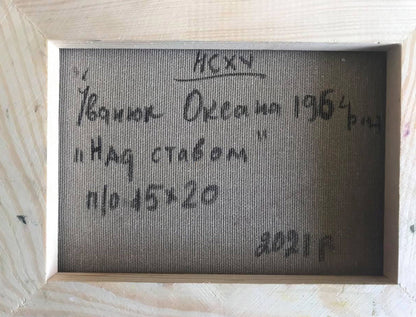 НСХУ
Іванюк Оксана 1964 р.н.
"Над ставом"
п/о 15×20
2021 р